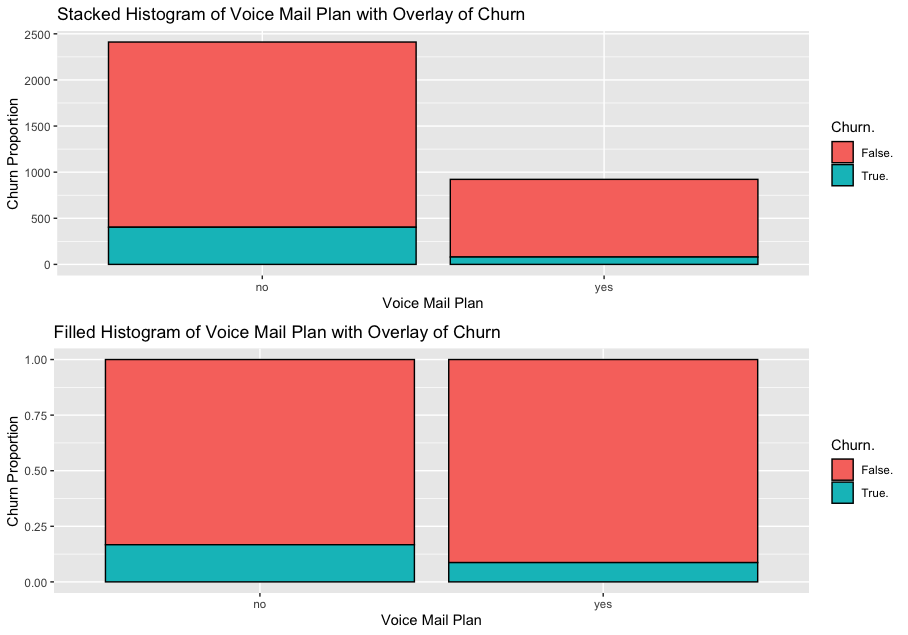 Stacked Histogram of Voice Mail Plan with Overlay of Churn
Churn Proportion
2500
2000
1500
1000
500
0
no
yes
Voice Mail Plan
Churn.
False.
True.
Filled Histogram of Voice Mail Plan with Overlay of Churn
Churn Proportion
1.00
0.75
0.50
0.25
0.00
no
yes
Voice Mail Plan
Churn.
False.
True.